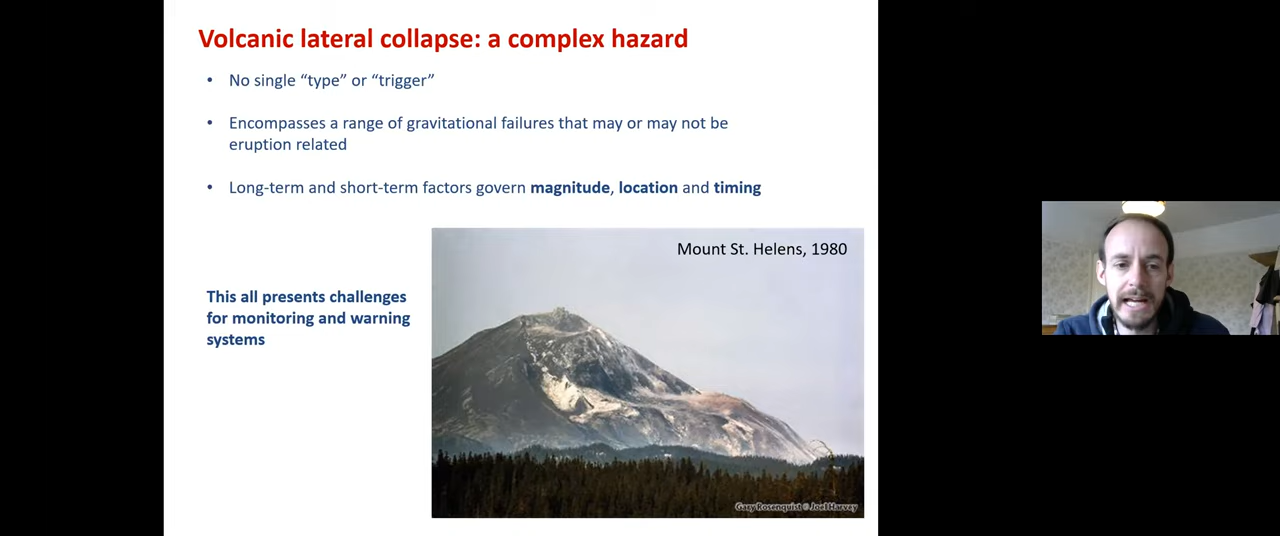 Volcanic lateral collapse: a complex hazard
• No single “type” or “trigger”
• Encompasses a range of gravitational failures that may or may not be
eruption related
• Long-term and short-term factors govern magnitude, location and timing
Mount St. Helens, 1980
This all presents challenges
for monitoring and warning
systems
Gary Rosenquist © Joel Harvey